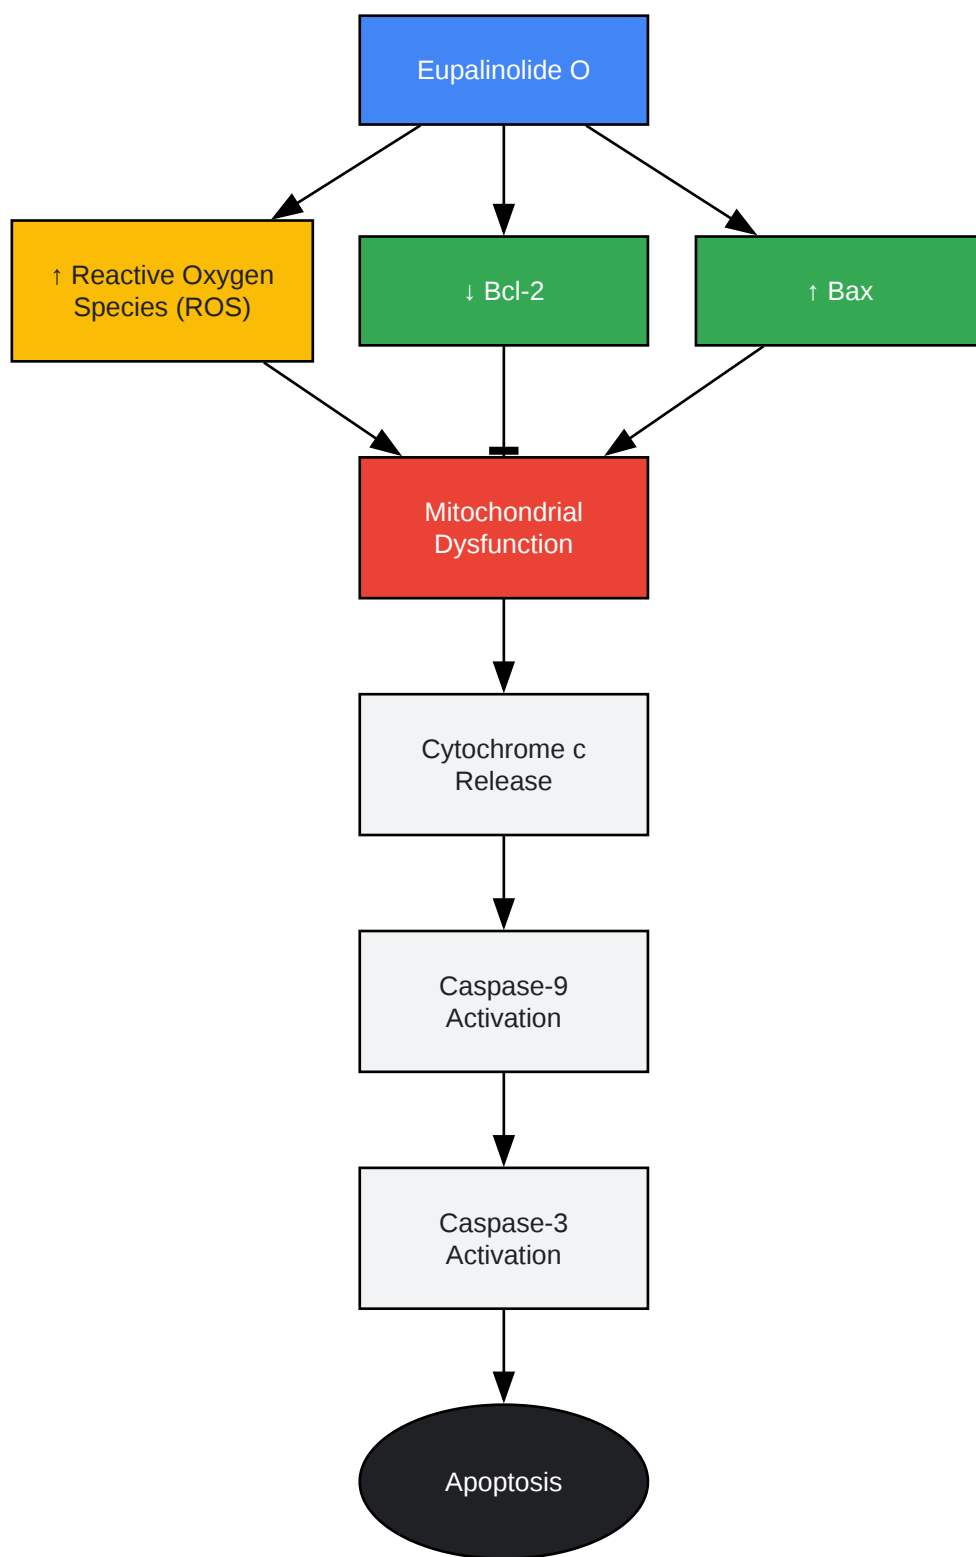 Eupalinolide O
↑ Reactive Oxygen
Species (ROS)
↓ Bcl-2
↑ Bax
Mitochondrial
Dysfunction
Cytochrome c
Release
Caspase-9
Activation
Caspase-3
Activation
Apoptosis